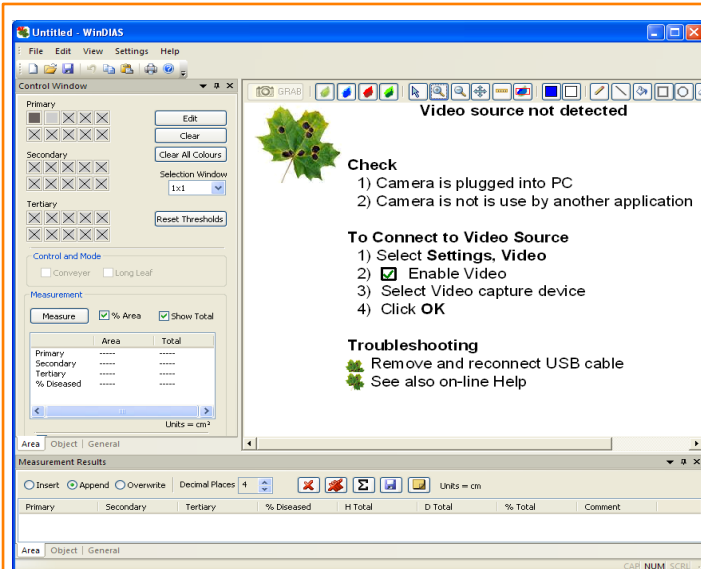 Untitled - WinDIAS
File Edit View Settings Help
Control Window
GRAB
Primary
Edit
Clear
Secondary
Clear All Colours
Selection Window
1x1
Tertiary
Reset Thresholds
Control and Mode
Conveyer Long Leaf
Measurement
Measure % Area Show Total
Area Total
Primary ----- -----
Secondary ----- -----
Tertiary ----- -----
% Diseased ----- -----
Units = cm²
Area Object General
Video source not detected
Check
1) Camera is plugged into PC
2) Camera is not is use by another application
To Connect to Video Source
1) Select Settings, Video
2) Enable Video
3) Select Video capture device
4) Click OK
Troubleshooting
Remove and reconnect USB cable
See also on-line Help
Measurement Results
Insert Append Overwrite Decimal Places 4 Σ Units = cm
Primary Secondary Tertiary % Diseased H Total D Total % Total Comment
Area Object General
CAP NUM SCRL